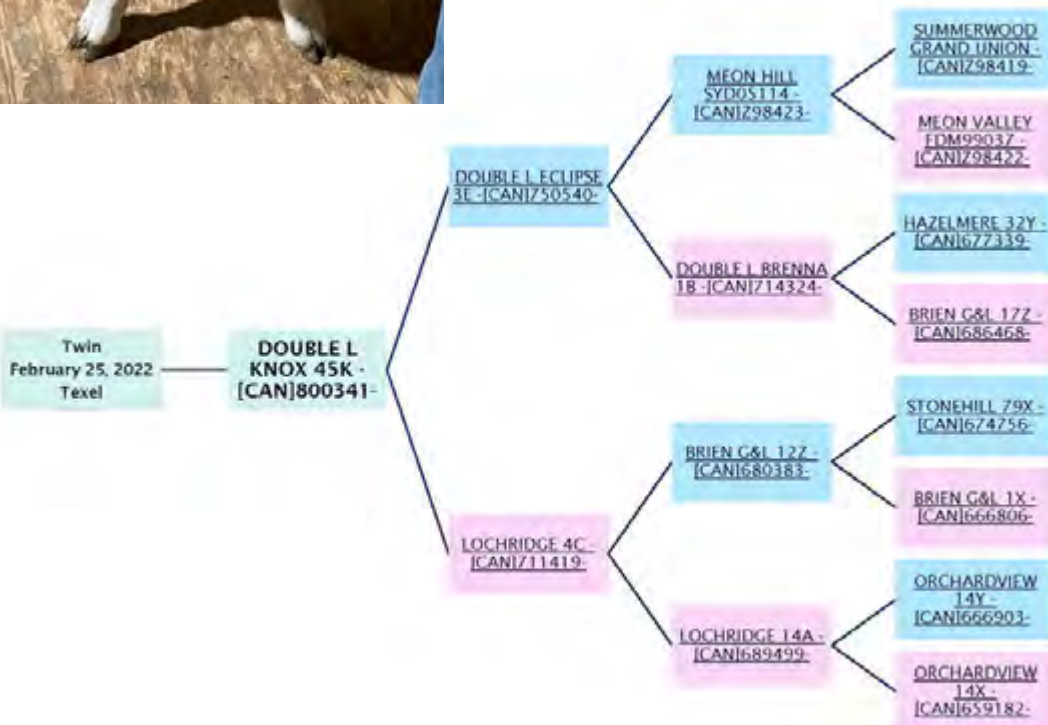 Twin
February 25, 2022
Texel
DOUBLE L
KNOX 45K -
[CAN]800341-
DOUBLE L ECLIPSE
3E -[CAN]750540-
LOCHRIDGE 4C -
[CAN]711419-
MEON HILL
SYD05114 -
[CAN]Z98423-
DOUBLE L BRENNA
1B -[CAN]714324-
BRIEN G&L 12Z -
[CAN]680383-
LOCHRIDGE 14A -
[CAN]689499-
SUMMERWOOD
GRAND UNION -
[CAN]Z98419-
MEON VALLEY
FDM99037 -
[CAN]Z98422-
HAZELMERE 32Y -
[CAN]677339-
BRIEN G&L 17Z -
[CAN]686468-
STONEHILL 79X -
[CAN]674756-
BRIEN G&L 1X -
[CAN]666806-
ORCHARDVIEW
14Y -
[CAN]666903-
ORCHARDVIEW
14X -
[CAN]659182-